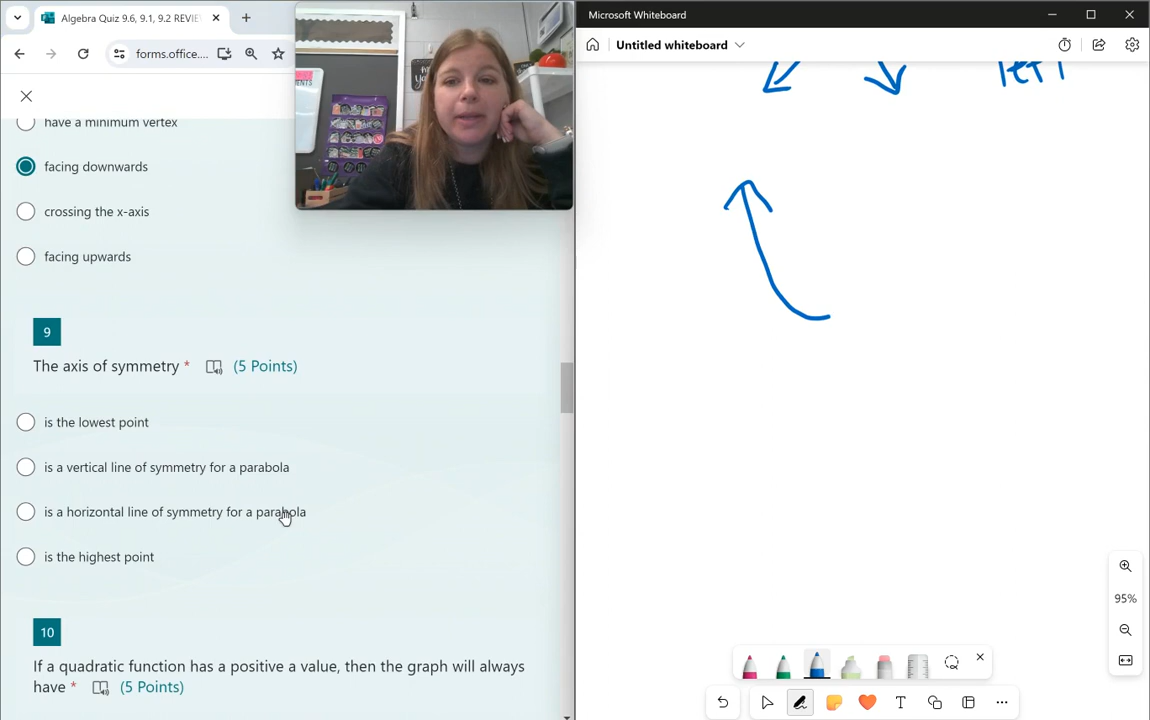 Algebra Quiz 9.6, 9.1, 9.2 REVIE
forms.office....
have a minimum vertex
facing downwards
crossing the x-axis
facing upwards
9
The axis of symmetry * (5 Points)
is the lowest point
is a vertical line of symmetry for a parabola
is a horizontal line of symmetry for a parabola
is the highest point
10
If a quadratic function has a positive a value, then the graph will always
have * (5 Points)
Microsoft Whiteboard
Untitled whiteboard
left
95%
T